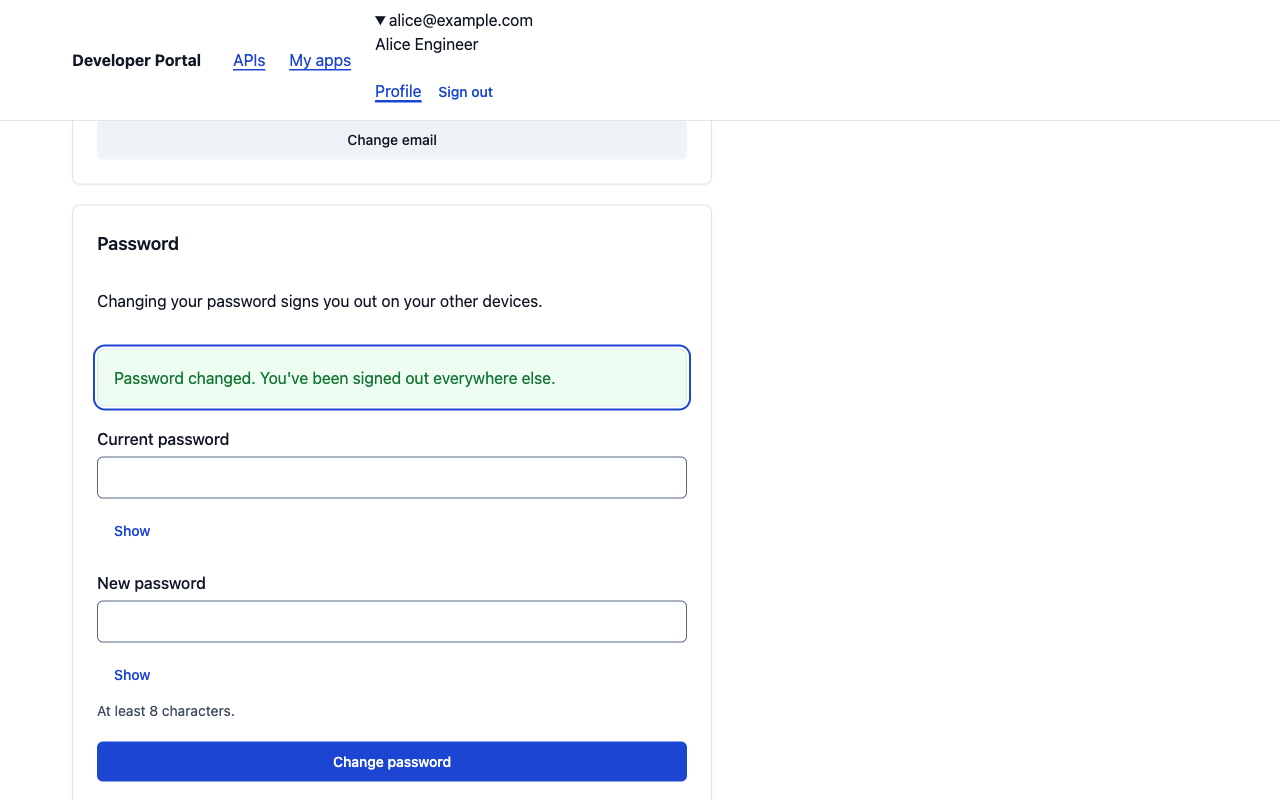 Developer Portal
APIs
My apps
▼ alice@example.com
Alice Engineer
Profile
Sign out
Change email
Password
Changing your password signs you out on your other devices.
Password changed. You've been signed out everywhere else.
Current password
Show
New password
Show
At least 8 characters.
Change password